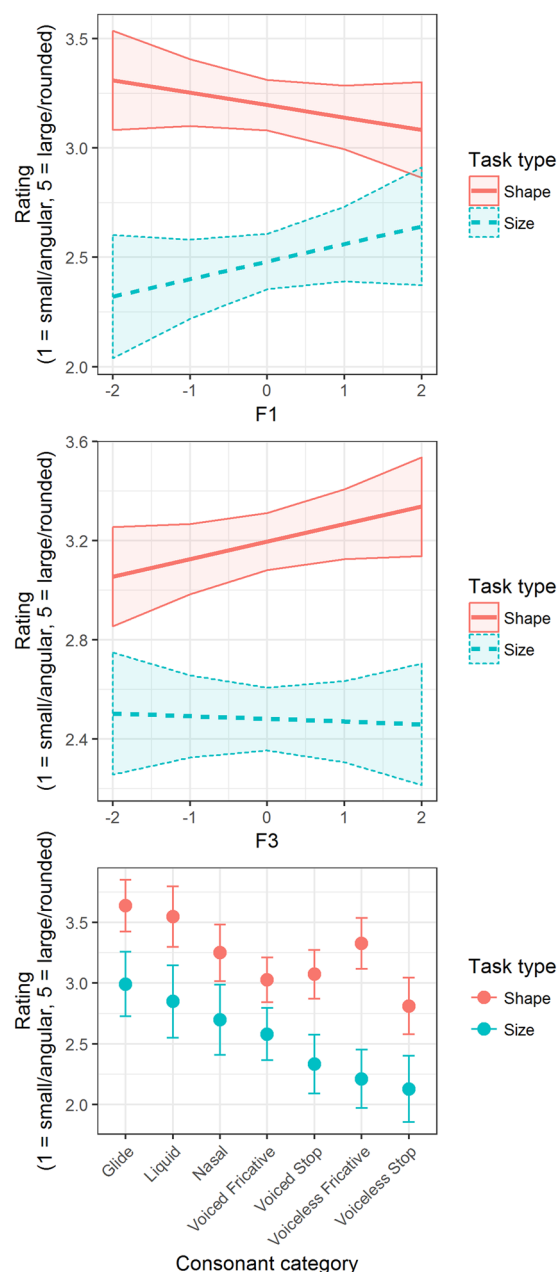 Rating
(1 = small/angular, 5 = large/rounded)
3.5
3.0
2.5
2.0
-2 -1 0 1 2
F1
Task type
Shape
Size
Rating
(1 = small/angular, 5 = large/rounded)
3.6
3.2
2.8
2.4
-2 -1 0 1 2
F3
Task type
Shape
Size
Rating
(1 = small/angular, 5 = large/rounded)
3.5
3.0
2.5
2.0
Glide
Liquid
Nasal
Voiced Fricative
Voiced Stop
Voiceless Fricative
Voiceless Stop
Consonant category
Task type
Shape
Size